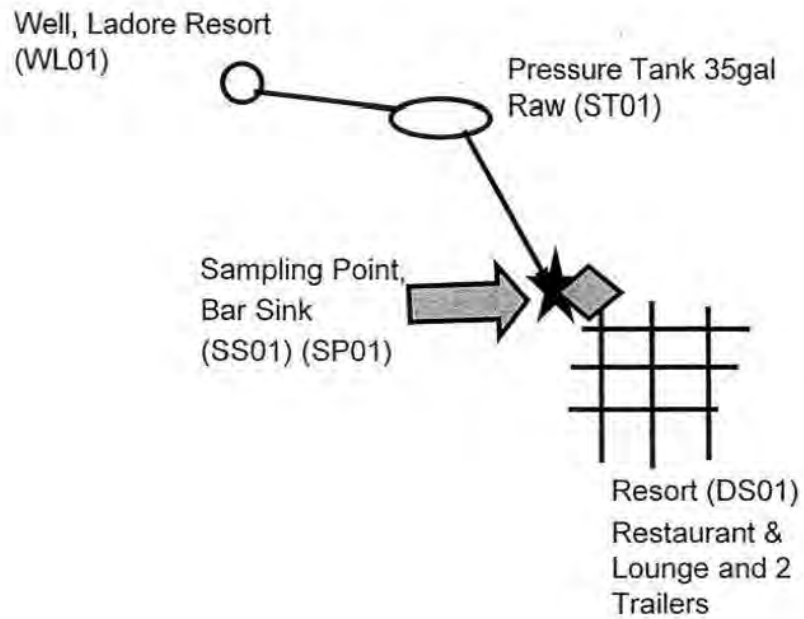 Well, Ladore Resort
(WL01)
Pressure Tank 35gal
Raw (ST01)
Sampling Point,
Bar Sink
(SS01) (SP01)
Resort (DS01)
Restaurant &
Lounge and 2
Trailers